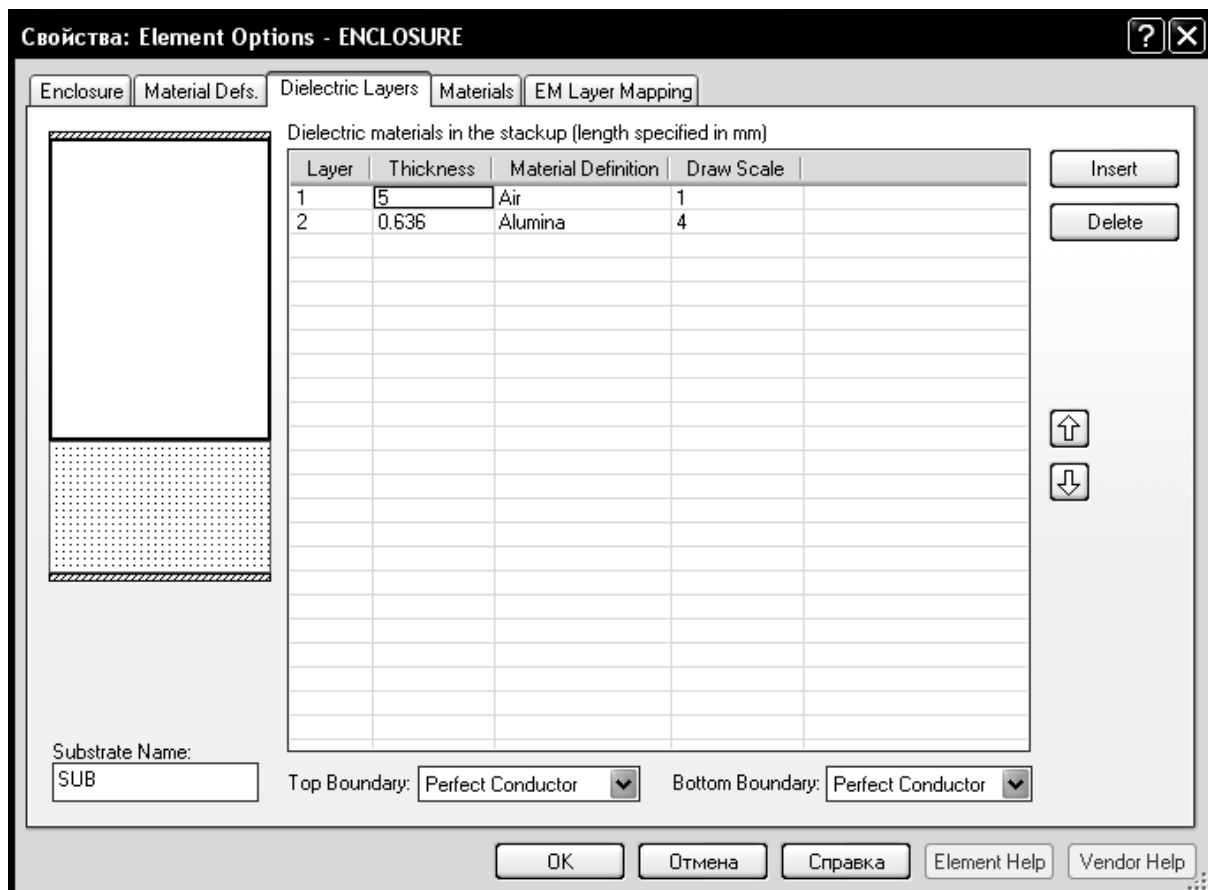 Свойства: Element Options - ENCLOSURE
Enclosure Material Defs. Dielectric Layers Materials EM Layer Mapping
Dielectric materials in the stackup (length specified in mm)
Layer Thickness Material Definition Draw Scale
1 5 Air 1
2 0.636 Alumina 4
Insert
Delete
Substrate Name:
SUB
Top Boundary: Perfect Conductor Bottom Boundary: Perfect Conductor
OK Отмена Справка Element Help Vendor Help